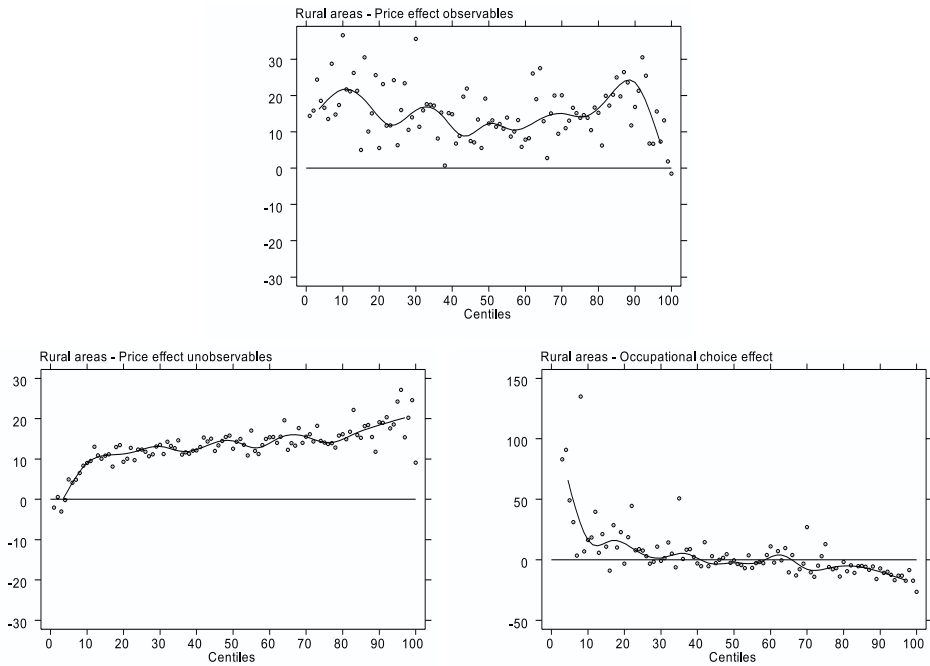 Rural areas - Price effect observables
30
20
10
0
-10
-20
-30
0 10 20 30 40 50 60 70 80 90 100
Centiles
Rural areas - Price effect unobservables
30
20
10
0
-10
-20
-30
0 10 20 30 40 50 60 70 80 90 100
Centiles
Rural areas - Occupational choice effect
150
100
50
0
-50
0 10 20 30 40 50 60 70 80 90 100
Centiles